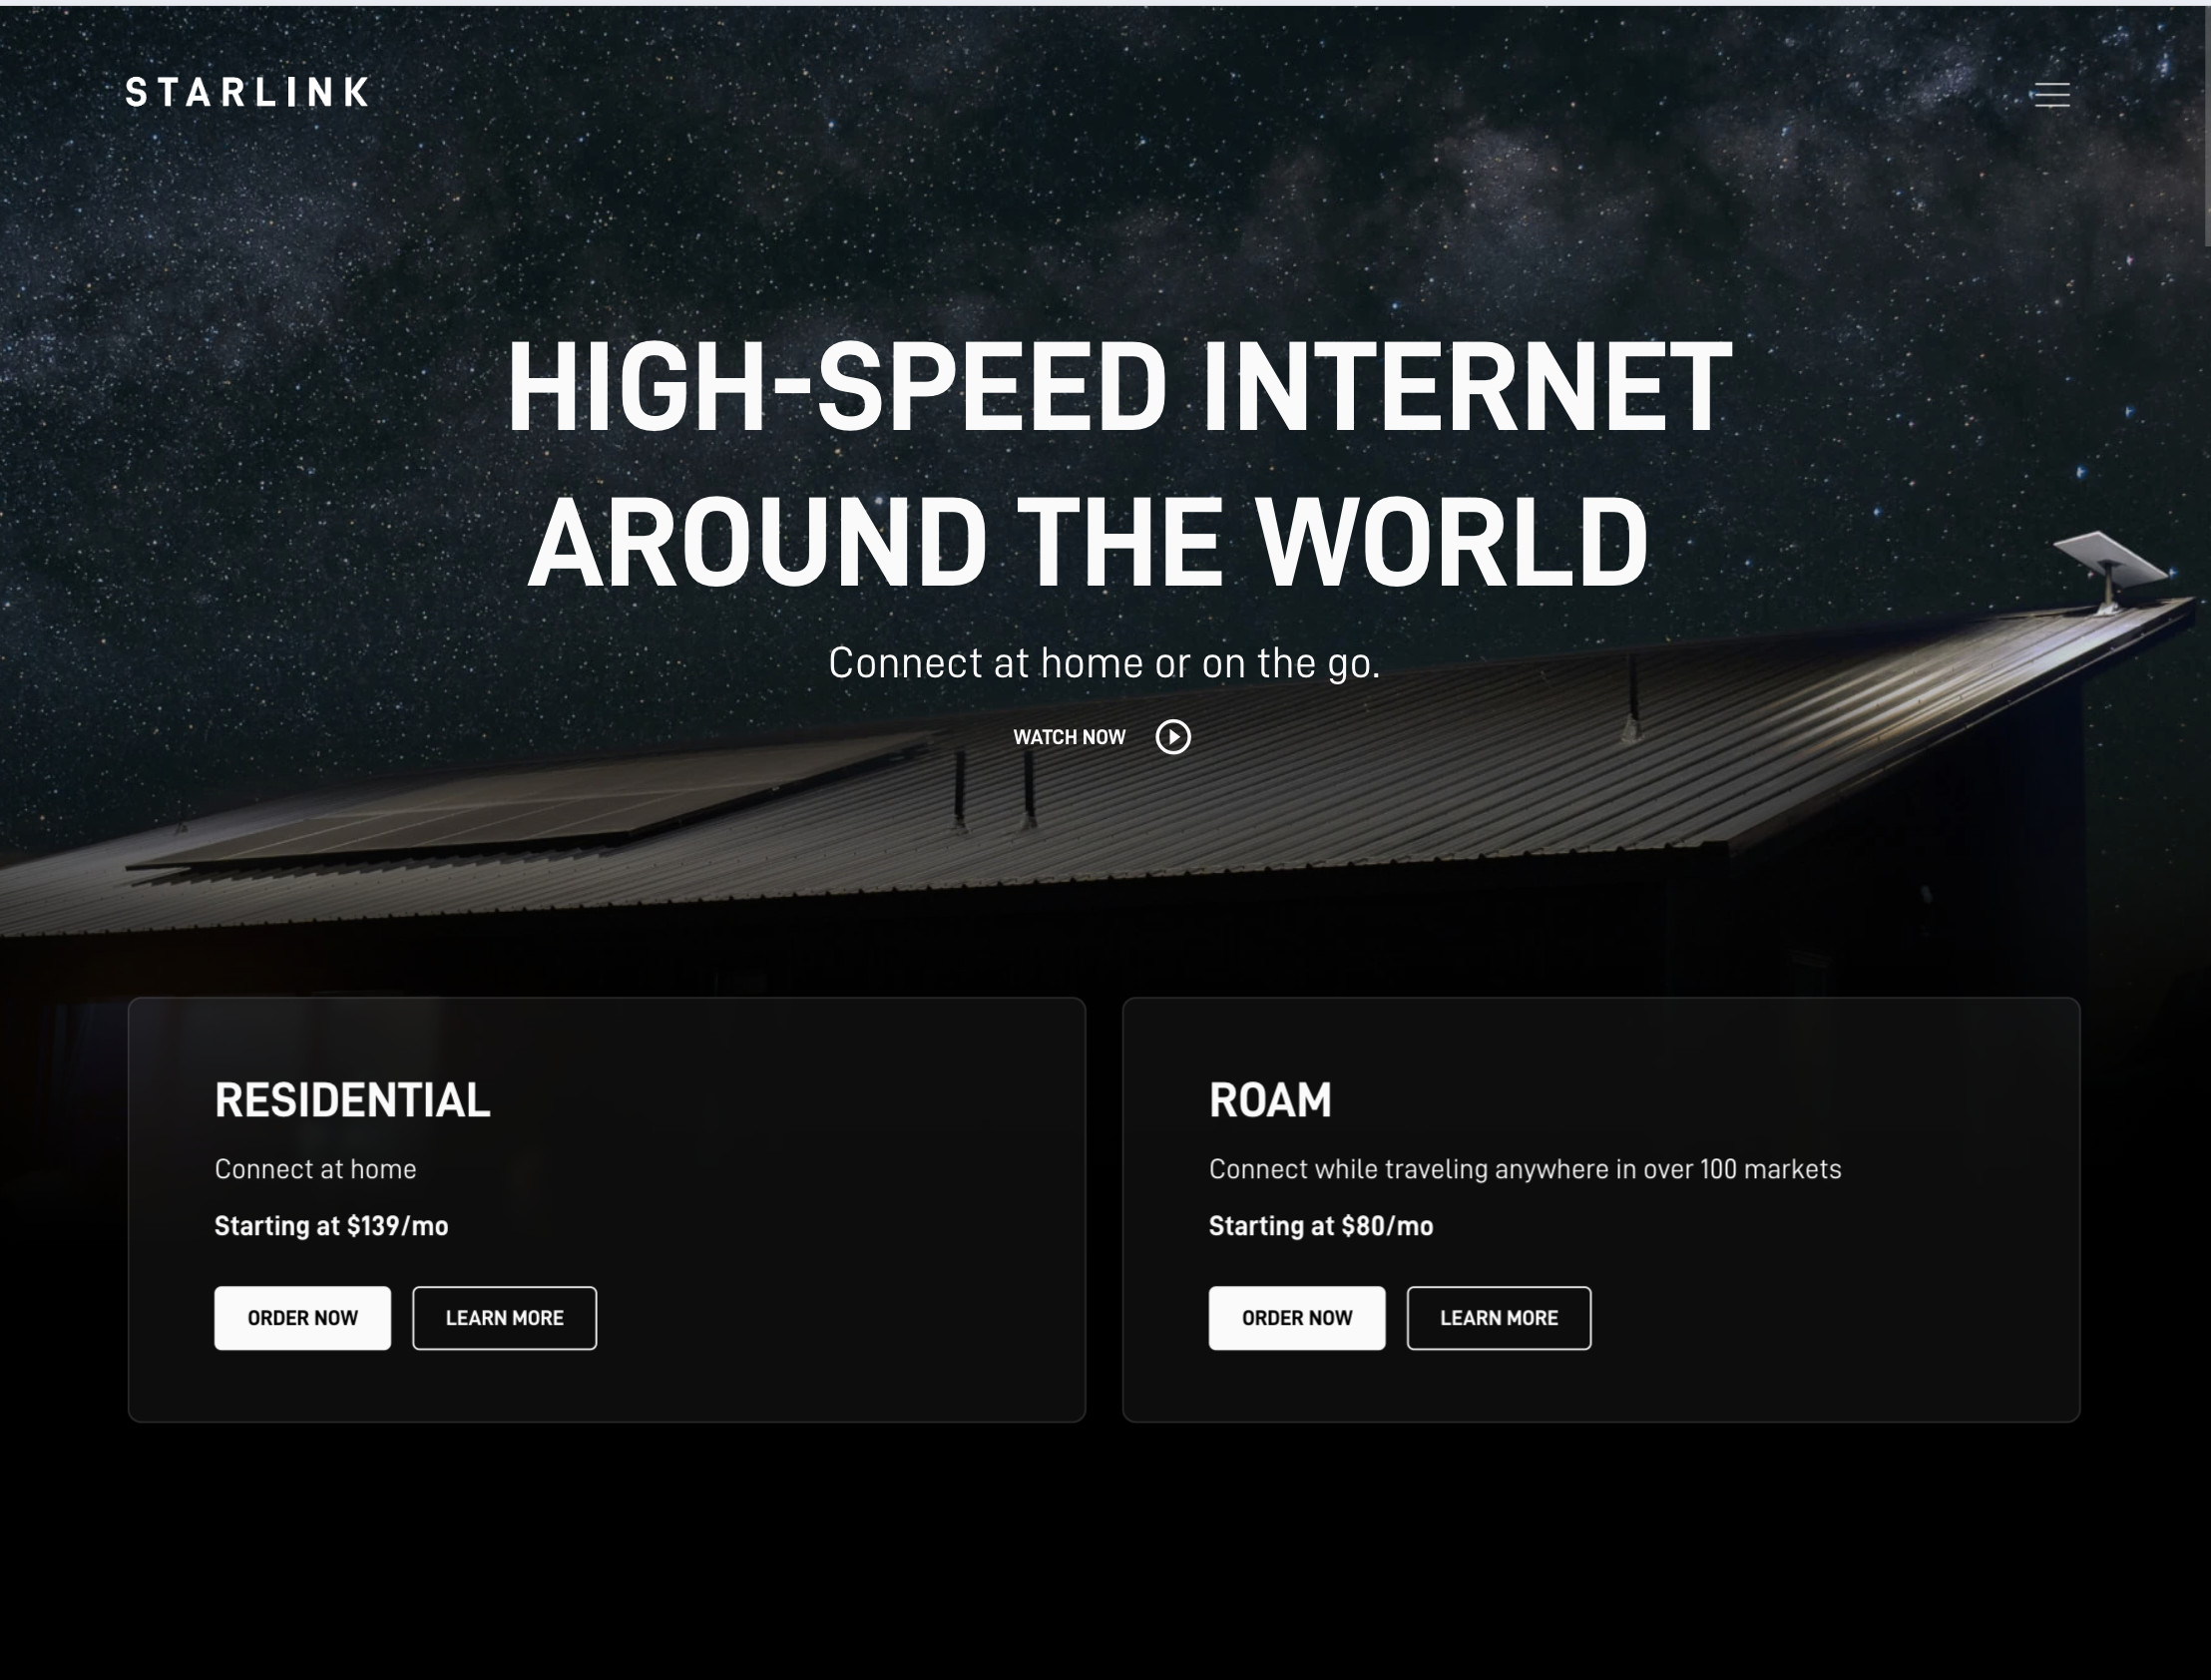 STARLINK
HIGH-SPEED INTERNET
AROUND THE WORLD
Connect at home or on the go.
WATCH NOW
RESIDENTIAL
Connect at home
Starting at $139/mo
ORDER NOW
LEARN MORE
ROAM
Connect while traveling anywhere in over 100 markets
Starting at $80/mo
ORDER NOW
LEARN MORE